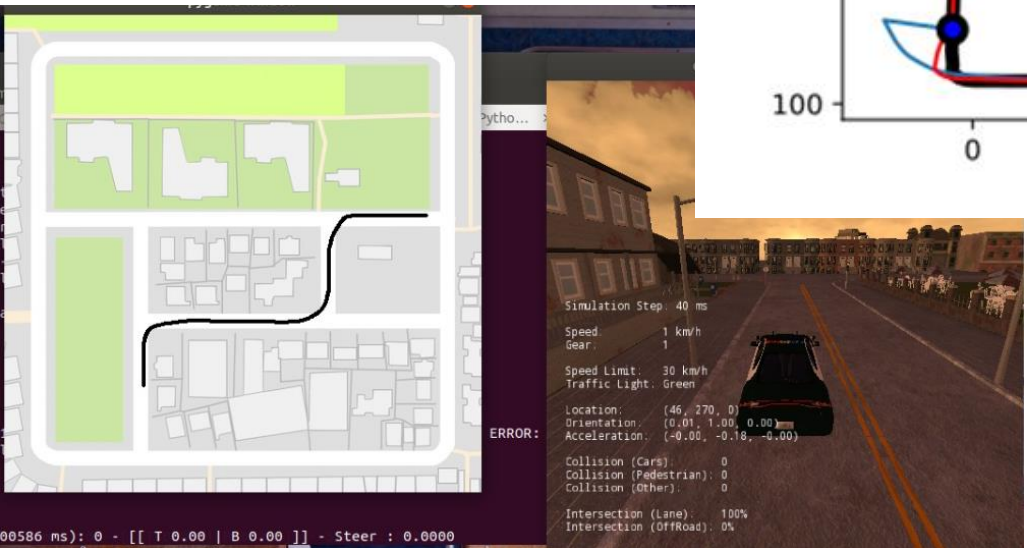 Pytho...
100
0
Simulation Step: 40 ms
Speed: 1 km/h
Gear: 1
Speed Limit: 30 km/h
Traffic Light: Green
Location: (46, 270, 0)
Orientation: (0.01, 1.00, 0.00)
Acceleration: (-0.00, -0.18, -0.00)
Collision (Cars): 0
Collision (Pedestrian): 0
Collision (Other): 0
Intersection (Lane): 100%
Intersection (OffRoad): 0%
ERROR:
00586 ms): 0 - [[ T 0.00 | B 0.00 ]] - Steer : 0.0000